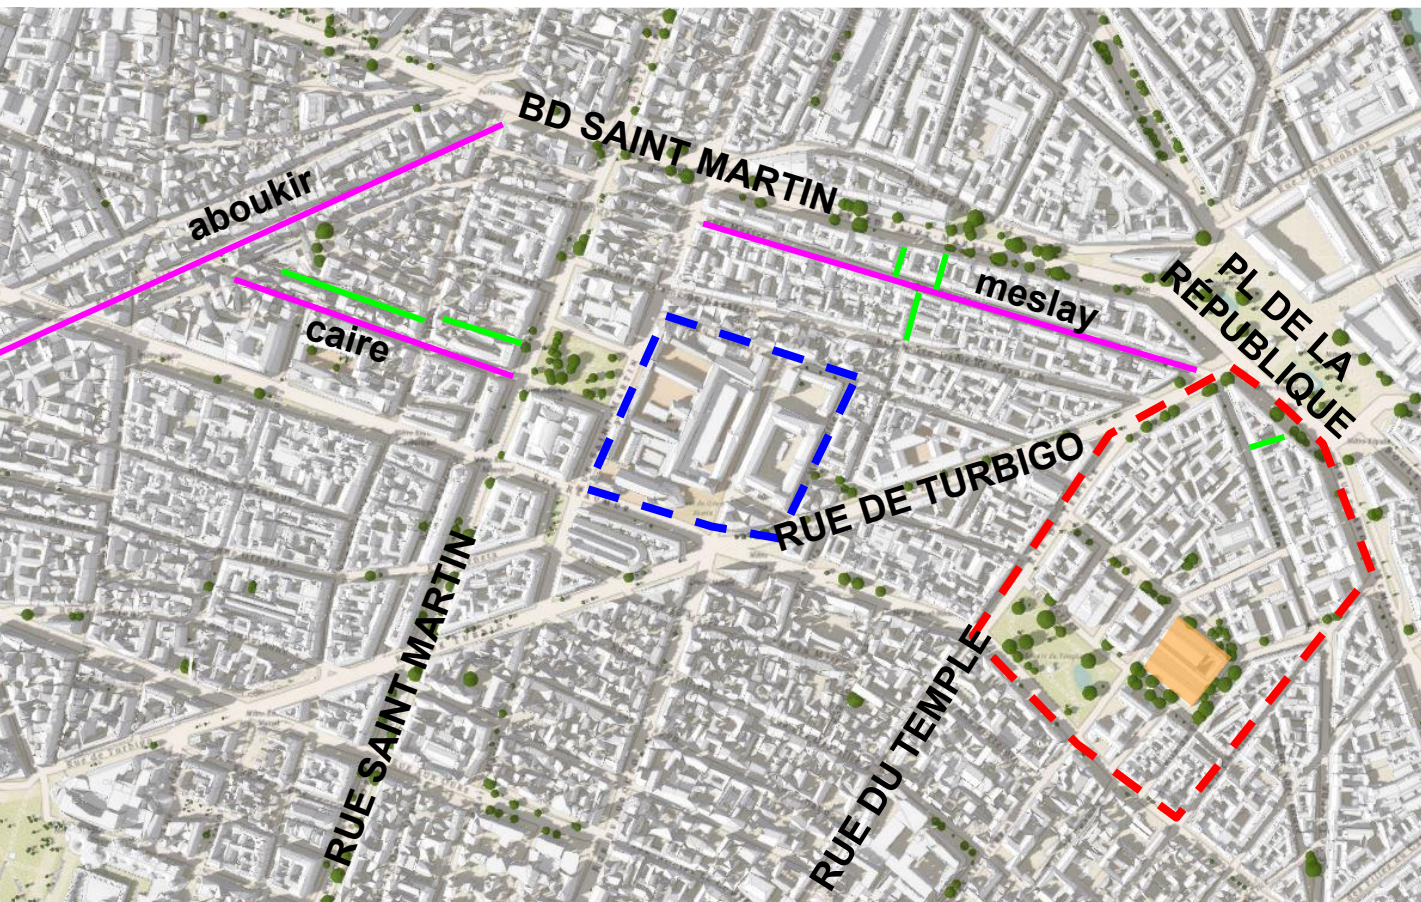 BD SAINT MARTIN
aboukir
meslay
caire
PL DE LA
RÉPUBLIQUE
RUE DE TURBIGO
RUE SAINT MARTIN
RUE DU TEMPLE